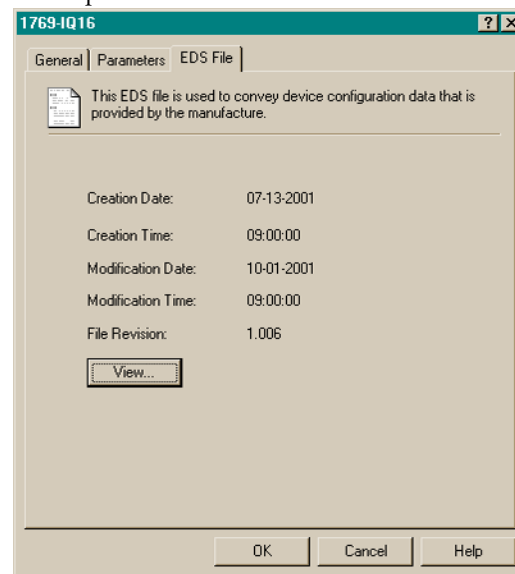 1769-IQ16
General Parameters EDS File
This EDS file is used to convey device configuration data that is
provided by the manufacture.
Creation Date: 07-13-2001
Creation Time: 09:00:00
Modification Date: 10-01-2001
Modification Time: 09:00:00
File Revision: 1.006
View...
OK Cancel Help